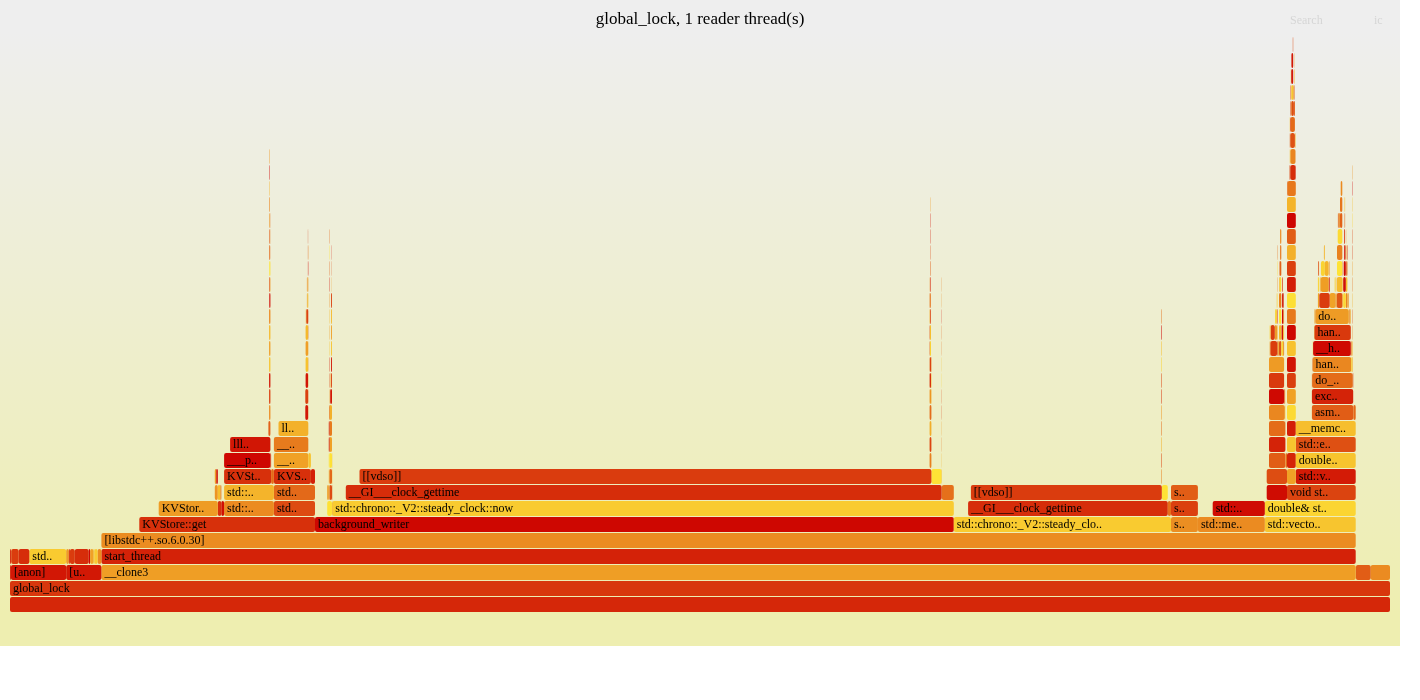 global_lock, 1 reader thread(s)
Search
ic
do..
han..
__h..
han..
do_..
exc..
asm..
ll..
__memc..
lll..
__..
std::e..
___p..
__..
double..
KVSt..
KVS..
[[vdso]]
std::v..
std::..
std..
__GI___clock_gettime
[[vdso]]
s..
void st..
KVStor..
std::..
std..
std::chrono::_V2::steady_clock::now
__GI___clock_gettime
s..
std::..
double& st..
KVStore::get
background_writer
std::chrono::_V2::steady_clo..
s..
std::me..
std::vecto..
[libstdc++.so.6.0.30]
std..
start_thread
[anon]
[u..
__clone3
global_lock